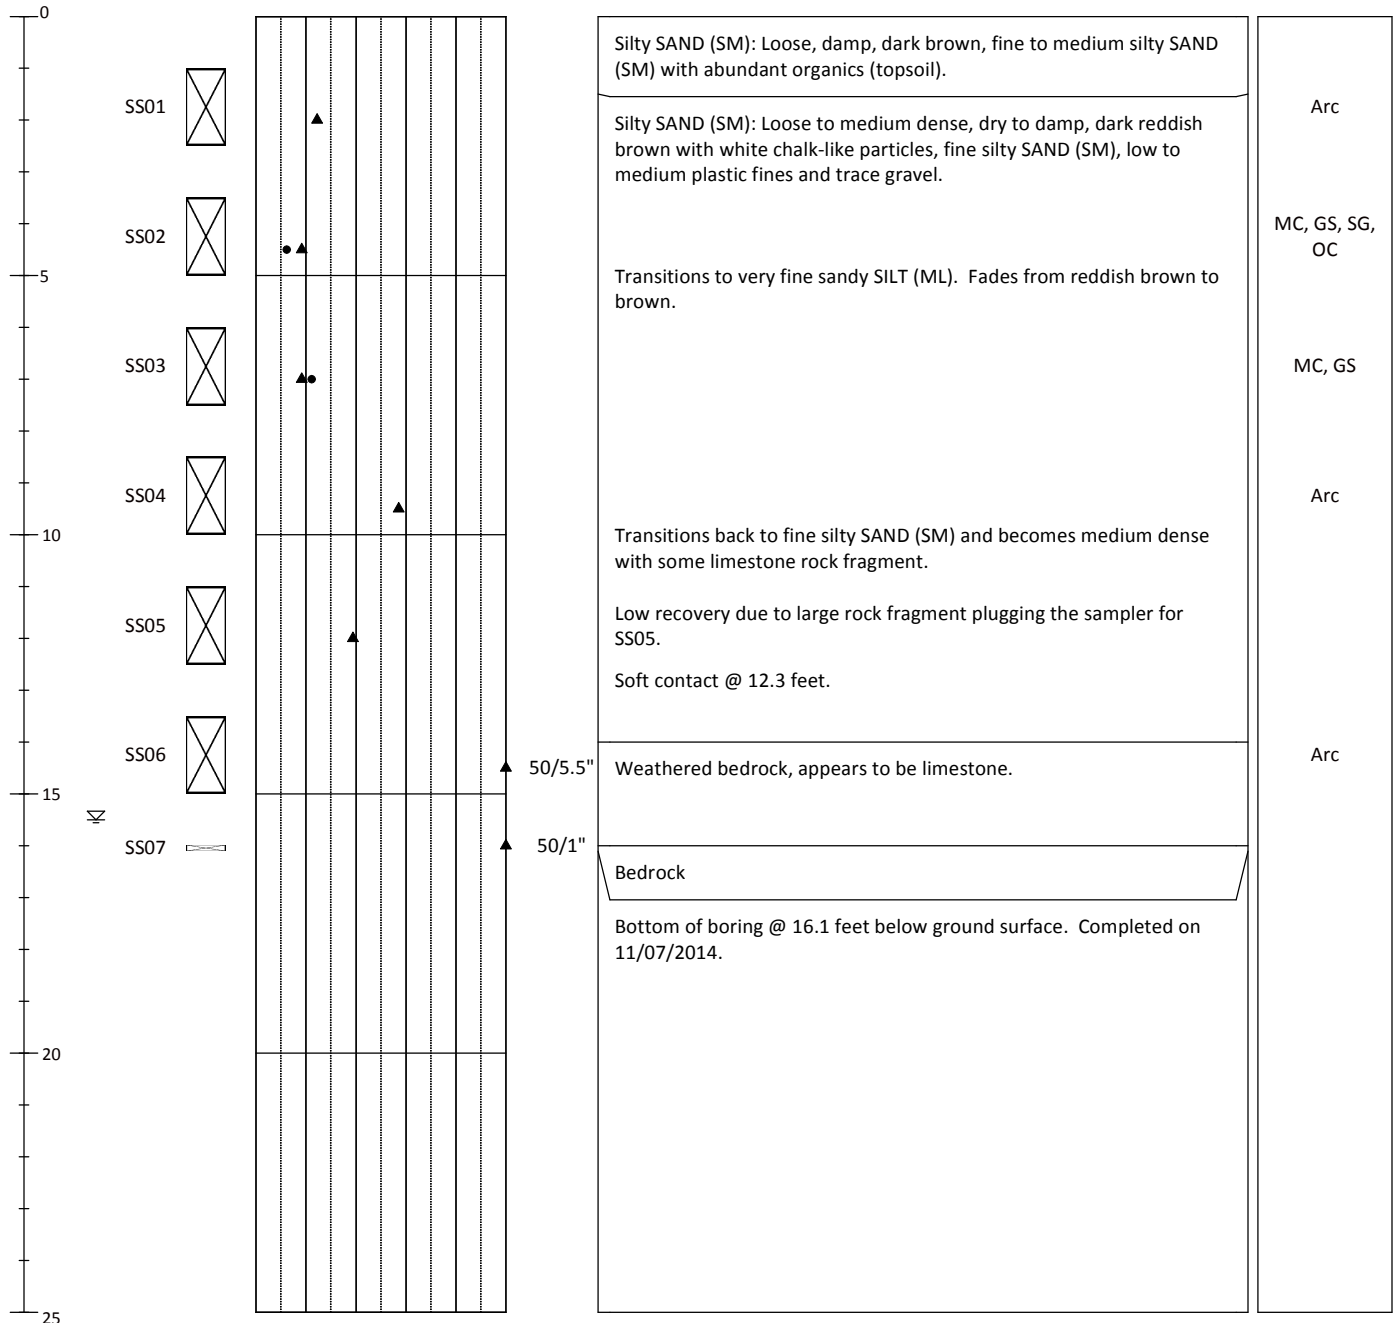 0
Silty SAND (SM): Loose, damp, dark brown, fine to medium silty SAND
(SM) with abundant organics (topsoil).
SS01
Arc
Silty SAND (SM): Loose to medium dense, dry to damp, dark reddish
brown with white chalk-like particles, fine silty SAND (SM), low to
medium plastic fines and trace gravel.
SS02
MC, GS, SG,
OC
5
Transitions to very fine sandy SILT (ML).  Fades from reddish brown to
brown.
SS03
MC, GS
SS04
Arc
10
Transitions back to fine silty SAND (SM) and becomes medium dense
with some limestone rock fragment.
SS05
Low recovery due to large rock fragment plugging the sampler for
SS05.
Soft contact @ 12.3 feet.
SS06
50/5.5"
Weathered bedrock, appears to be limestone.
Arc
15
SS07
50/1"
Bedrock
Bottom of boring @ 16.1 feet below ground surface.  Completed on
11/07/2014.
20
25